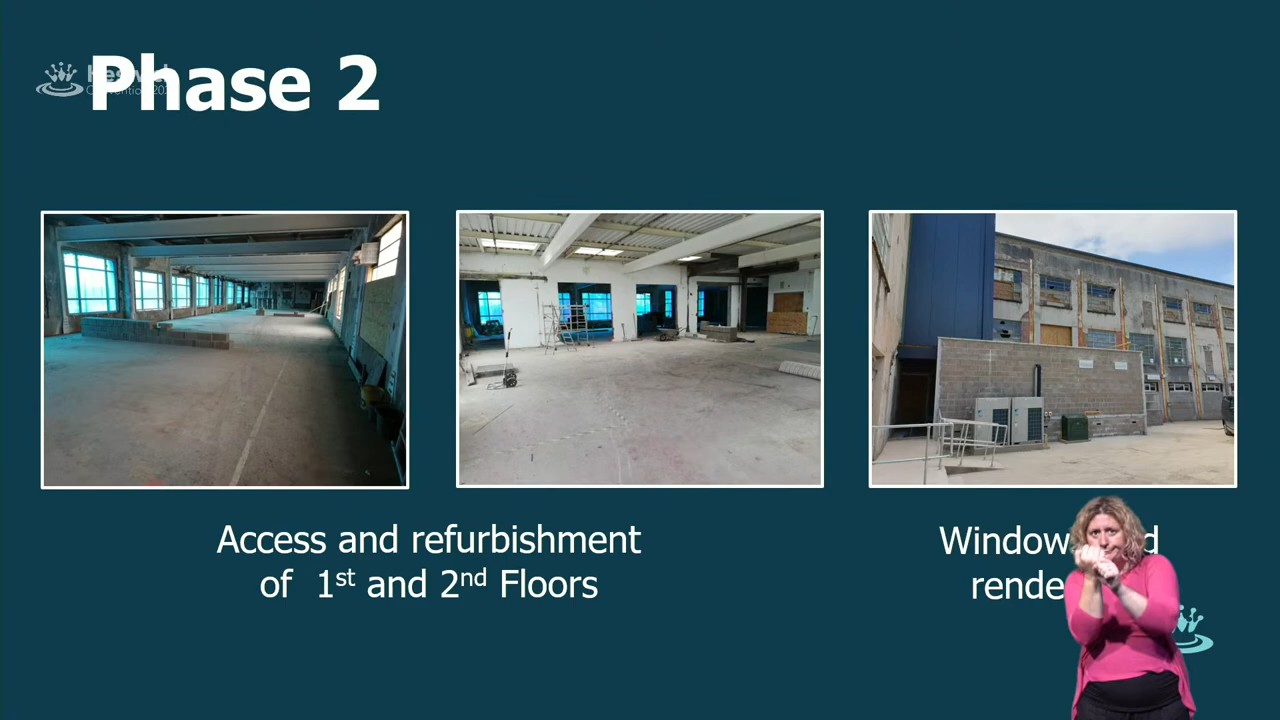 Phase 2
Access and refurbishment
of 1st and 2nd Floors
Window
rende